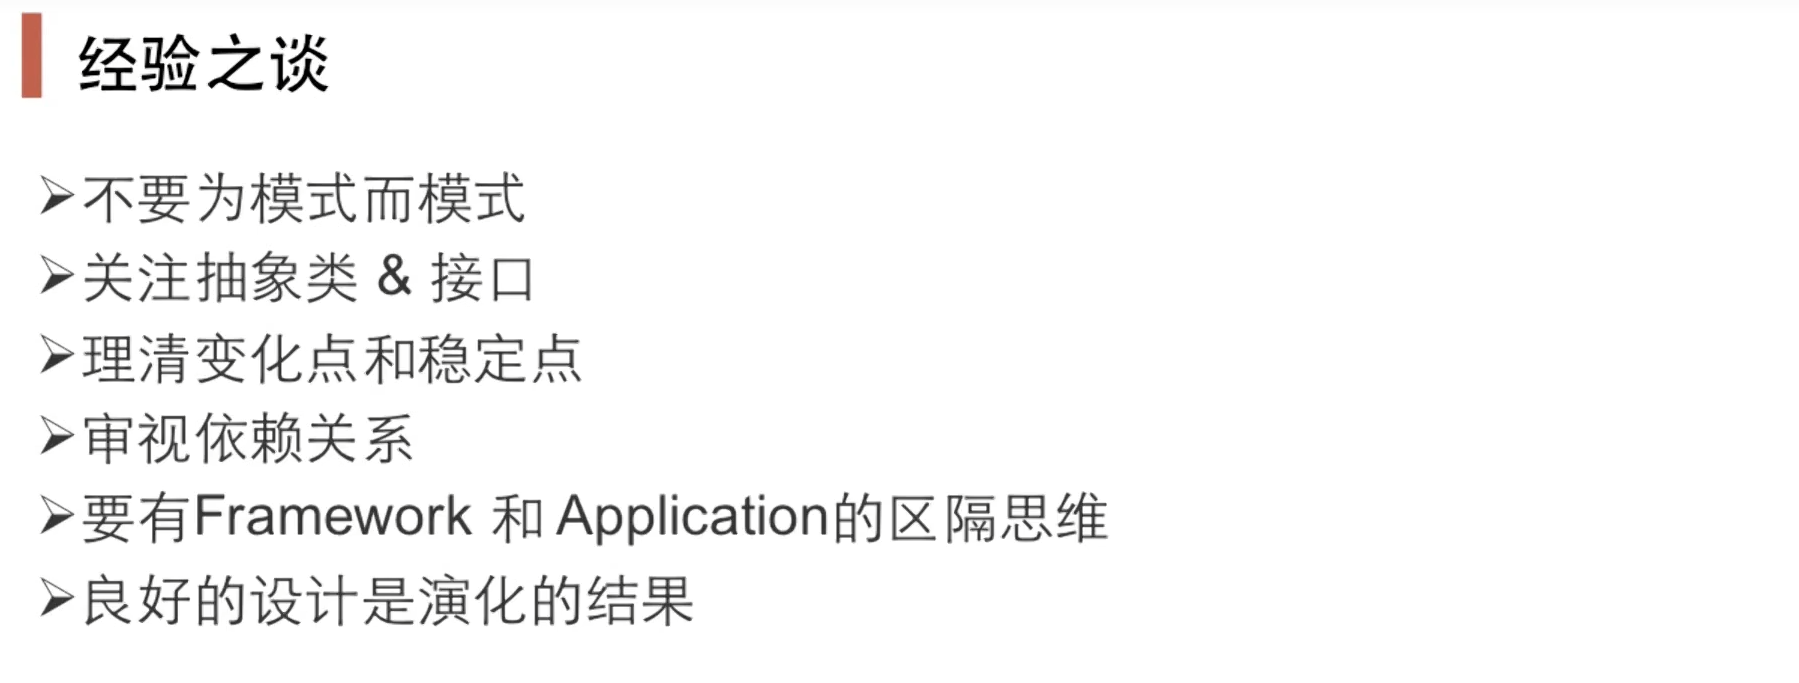 经验之谈
➢不要为模式而模式
➢关注抽象类 & 接口
➢理清变化点和稳定点
➢审视依赖关系
➢要有Framework 和 Application的区隔思维
➢良好的设计是演化的结果